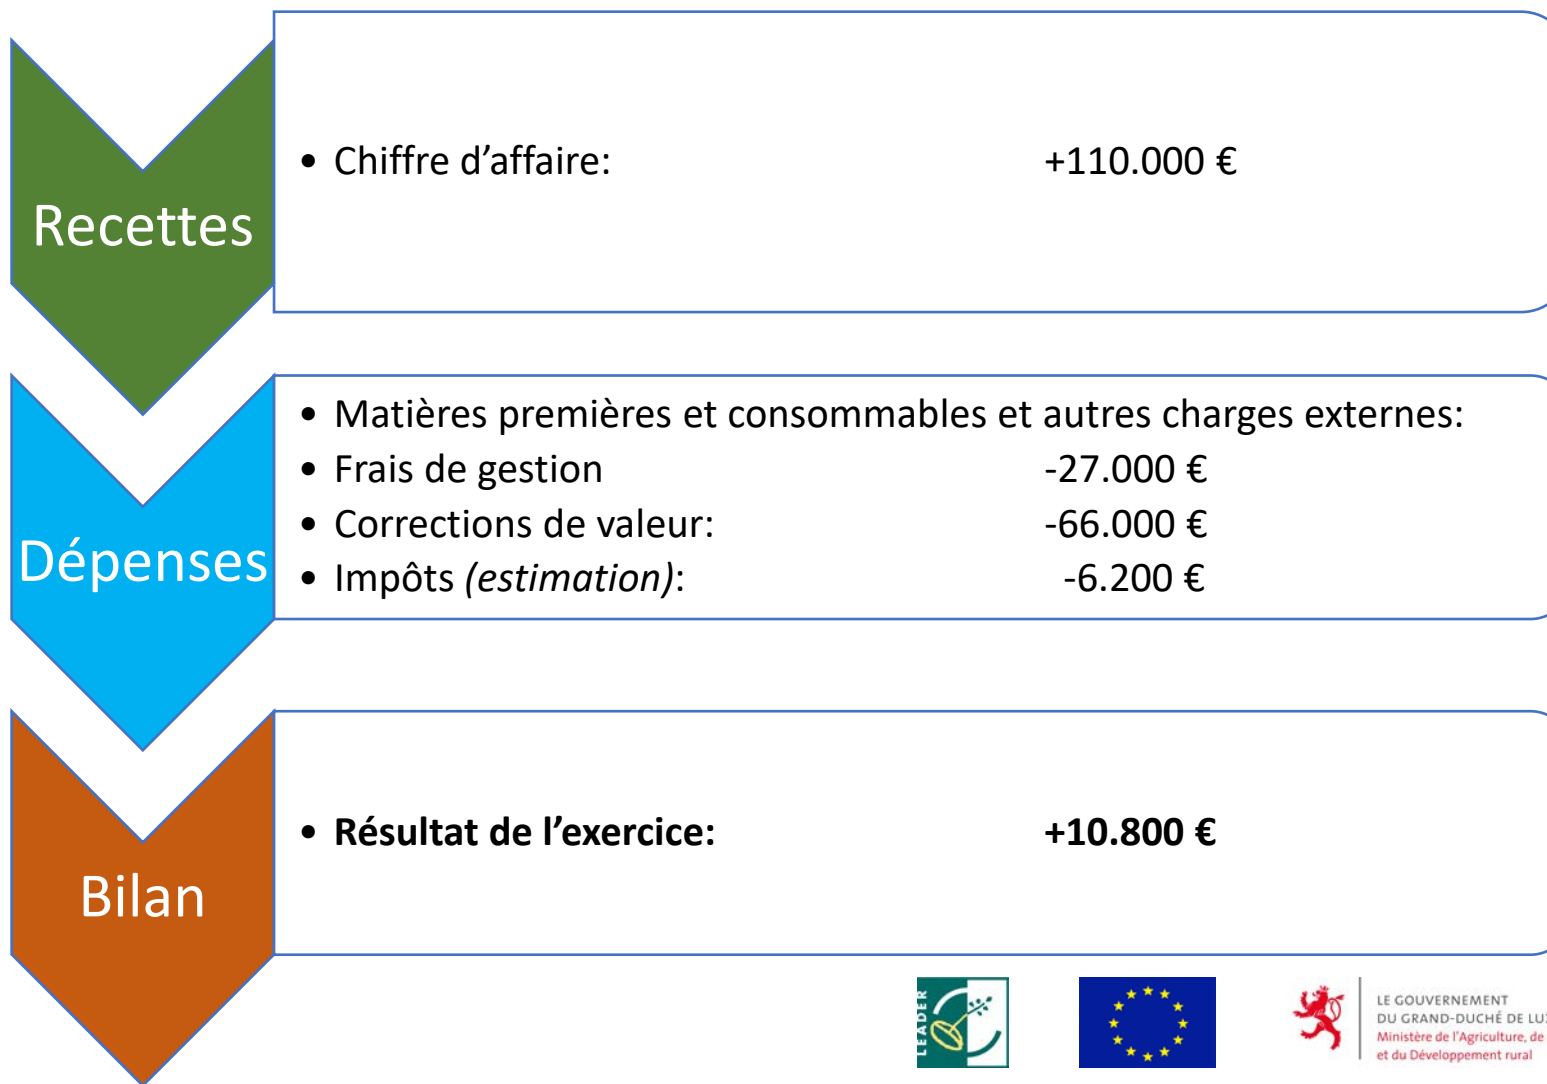 Recettes
• Chiffre d’affaire: +110.000 €
Dépenses
• Matières premières et consommables et autres charges externes:
• Frais de gestion -27.000 €
• Corrections de valeur: -66.000 €
• Impôts (estimation): -6.200 €
Bilan
• Résultat de l’exercice: +10.800 €
LEADER
LE GOUVERNEMENT
DU GRAND-DUCHÉ DE
Ministère de l'Agriculture, de
et du Développement rural